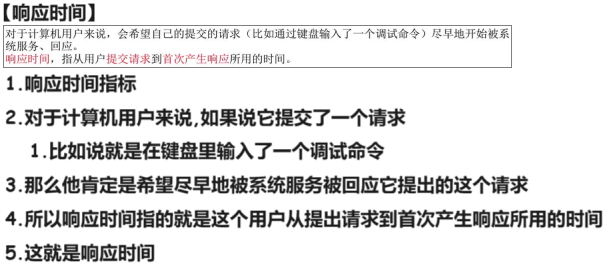 【响应时间】
对于计算机用户来说，会希望自己的提交的请求（比如通过键盘输入了一个调试命令）尽早地开始被系
统服务、回应。
响应时间，指从用户提交请求到首次产生响应所用的时间。
1.响应时间指标
2.对于计算机用户来说,如果说它提交了一个请求
1.比如说就是在键盘里输入了一个调试命令
3.那么他肯定是希望尽早地被系统服务被回应它提出的这个请求
4.所以响应时间指的就是这个用户从提出请求到首次产生响应所用的时间
5.这就是响应时间